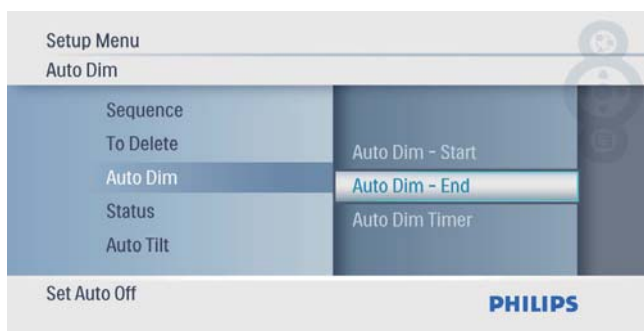 Setup Menu
Auto Dim
Sequence
To Delete
Auto Dim
Status
Auto Tilt
Auto Dim - Start
Auto Dim - End
Auto Dim Timer
Set Auto Off
PHILIPS